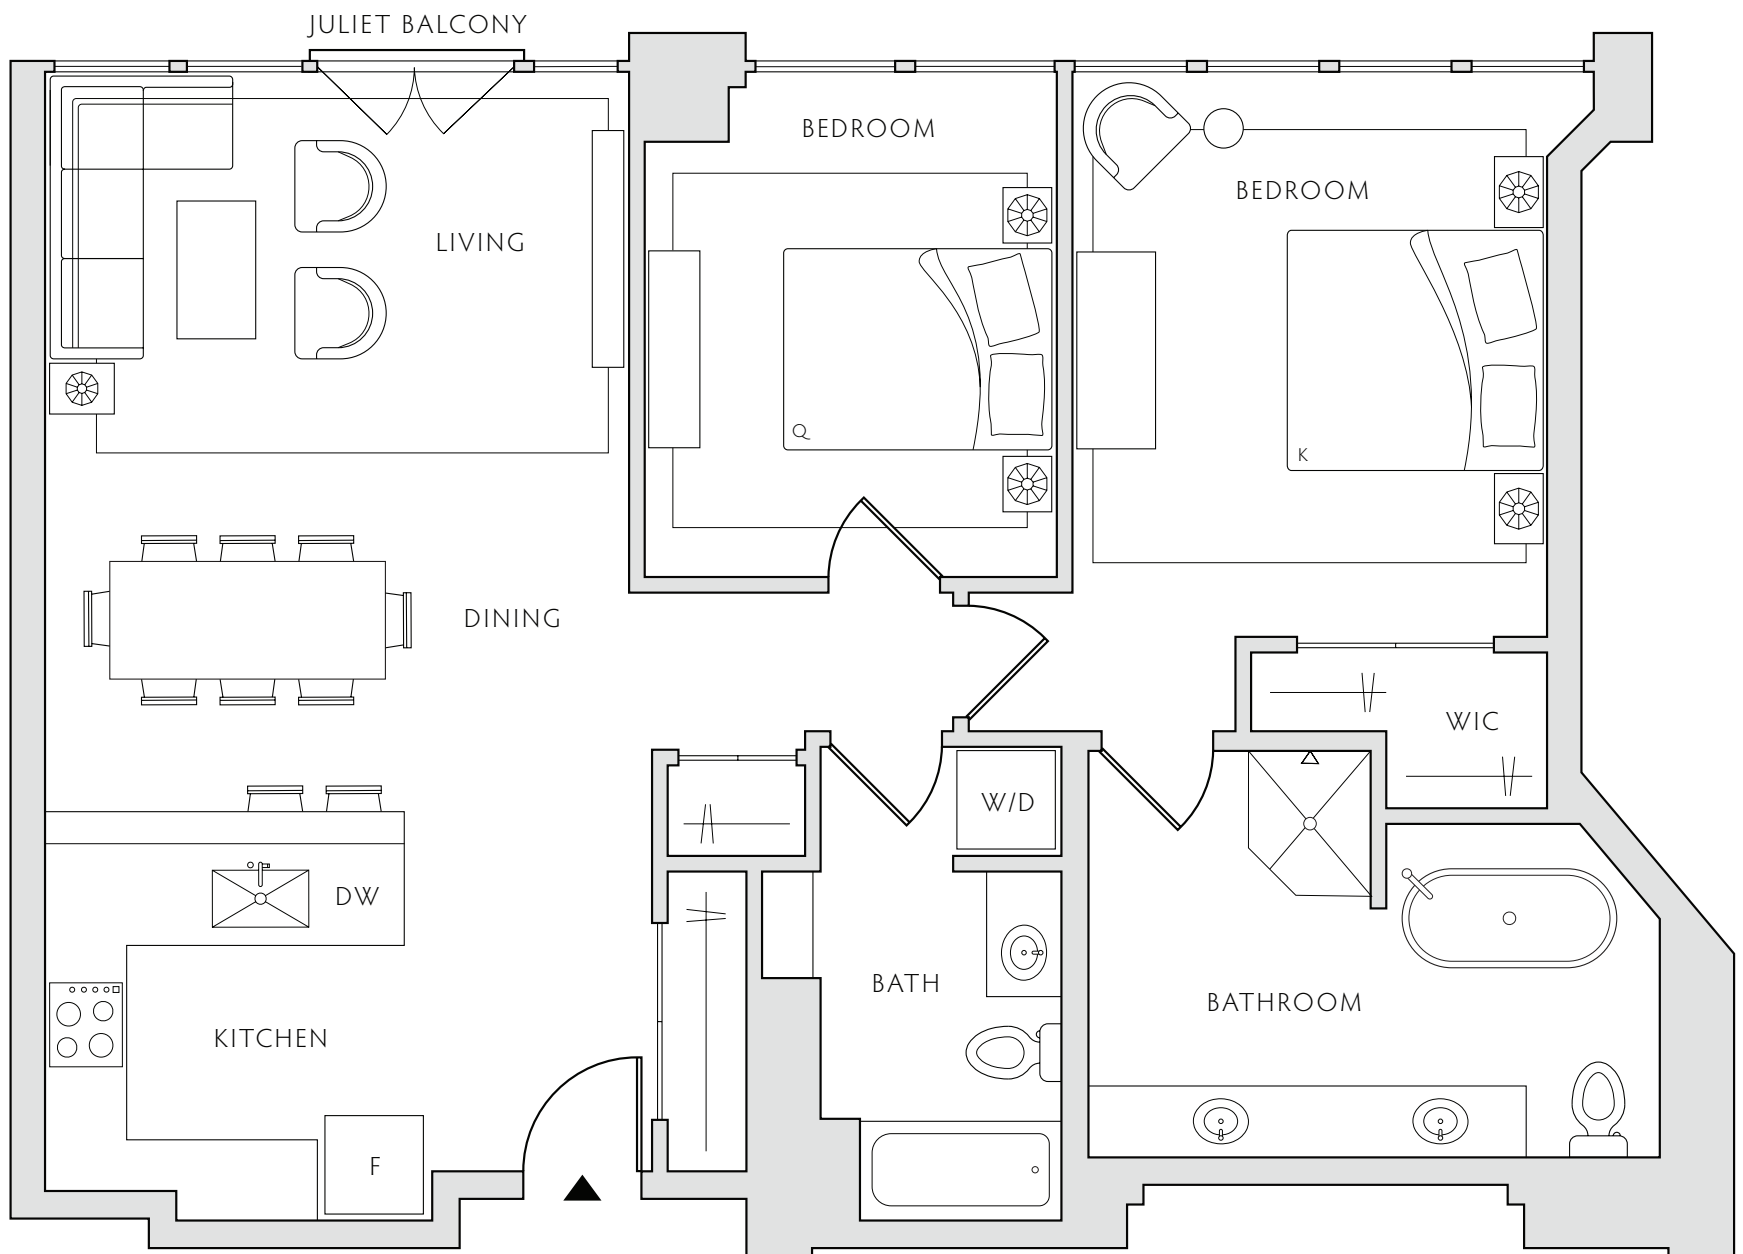 JULIET BALCONY
BEDROOM
BEDROOM
LIVING
Q
K
DINING
WIC
W/D
DW
BATH
BATHROOM
KITCHEN
F